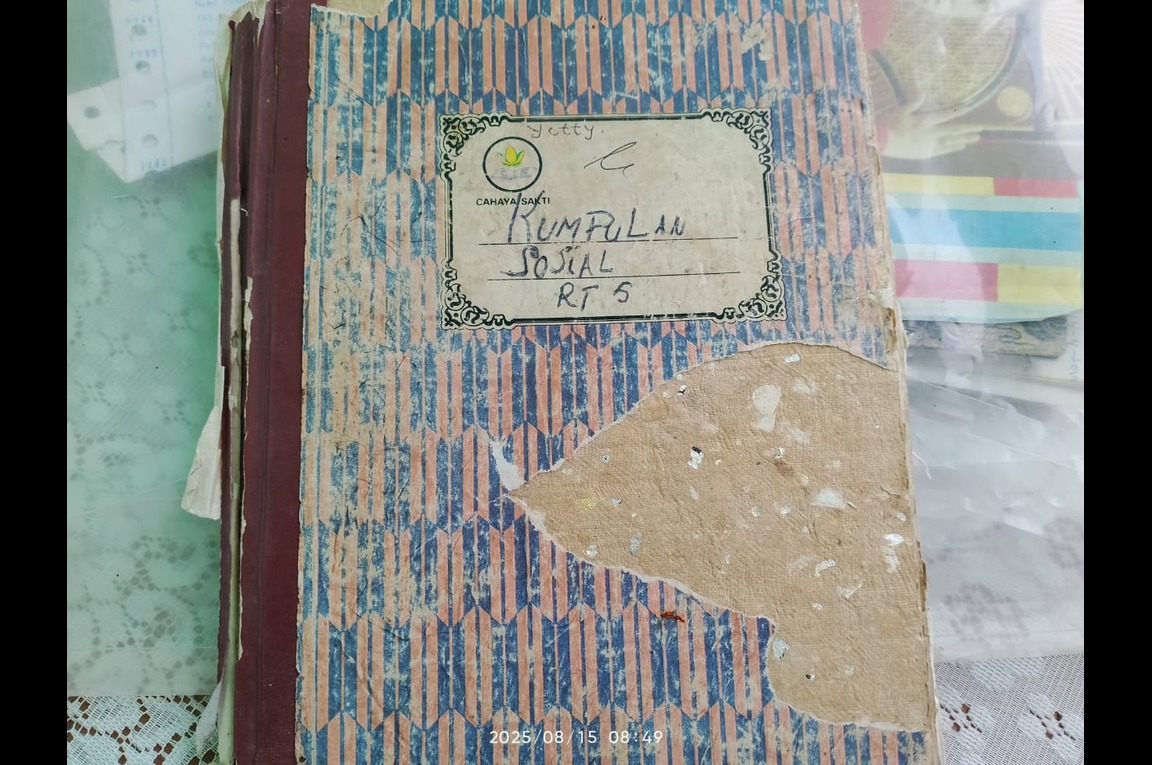 yetty.
CAHAYA SAKTI
KUMPULAN
SOSIAL
RT 5
2025/08/15 08:49